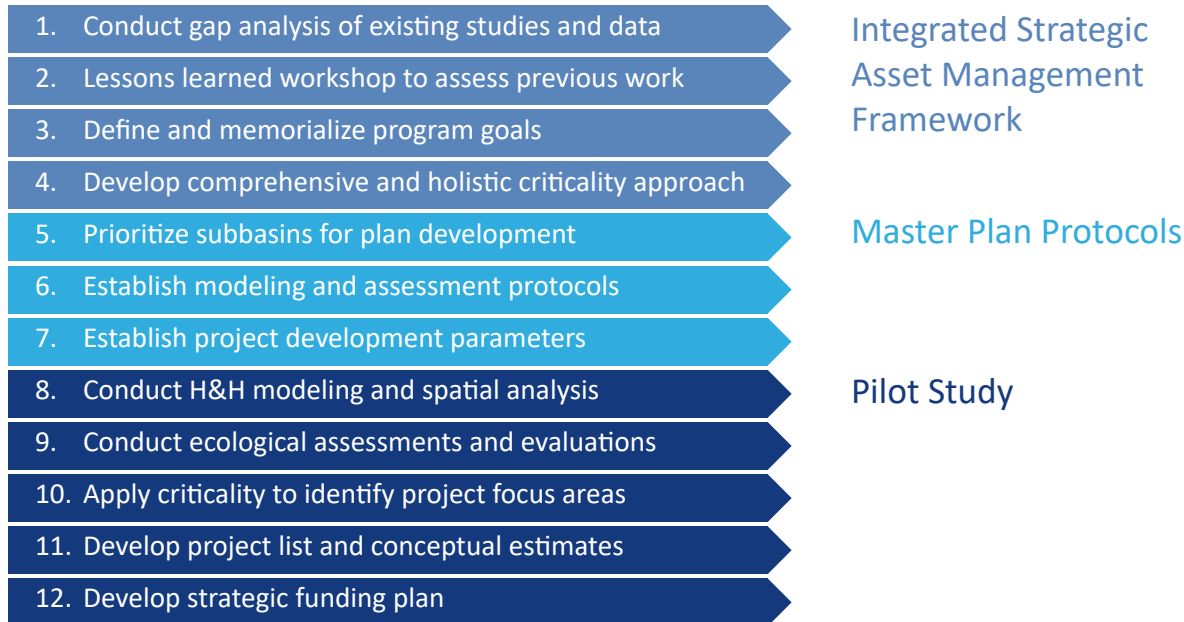 1. Conduct gap analysis of existing studies and data
2. Lessons learned workshop to assess previous work
3. Define and memorialize program goals
4. Develop comprehensive and holistic criticality approach
5. Prioritize subbasins for plan development
6. Establish modeling and assessment protocols
7. Establish project development parameters
8. Conduct H&H modeling and spatial analysis
9. Conduct ecological assessments and evaluations
10. Apply criticality to identify project focus areas
11. Develop project list and conceptual estimates
12. Develop strategic funding plan
Integrated Strategic
Asset Management
Framework
Master Plan Protocols
Pilot Study